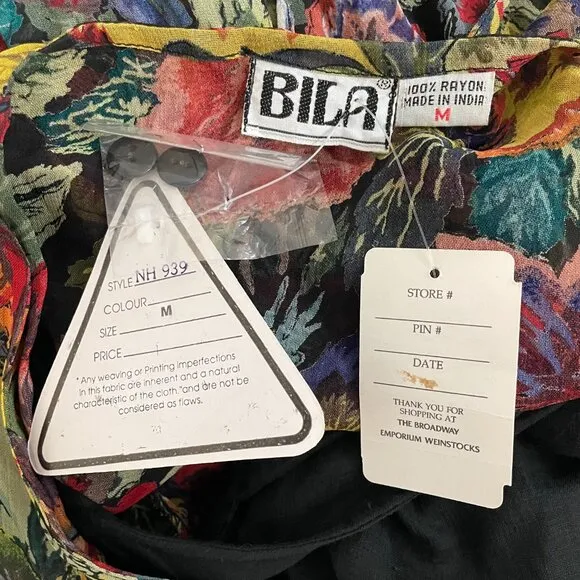 BILA®
100% RAYON
MADE IN INDIA
M
STYLE NH 939
COLOUR
SIZE M
PRICE
* Any weaving or Printing imperfections
in this fabric are inherent and a natural
characteristic of the cloth. "and are not be
considered as flaws.
STORE #
PIN #
DATE
THANK YOU FOR
SHOPPING AT
THE BROADWAY
EMPORIUM WEINSTOCKS